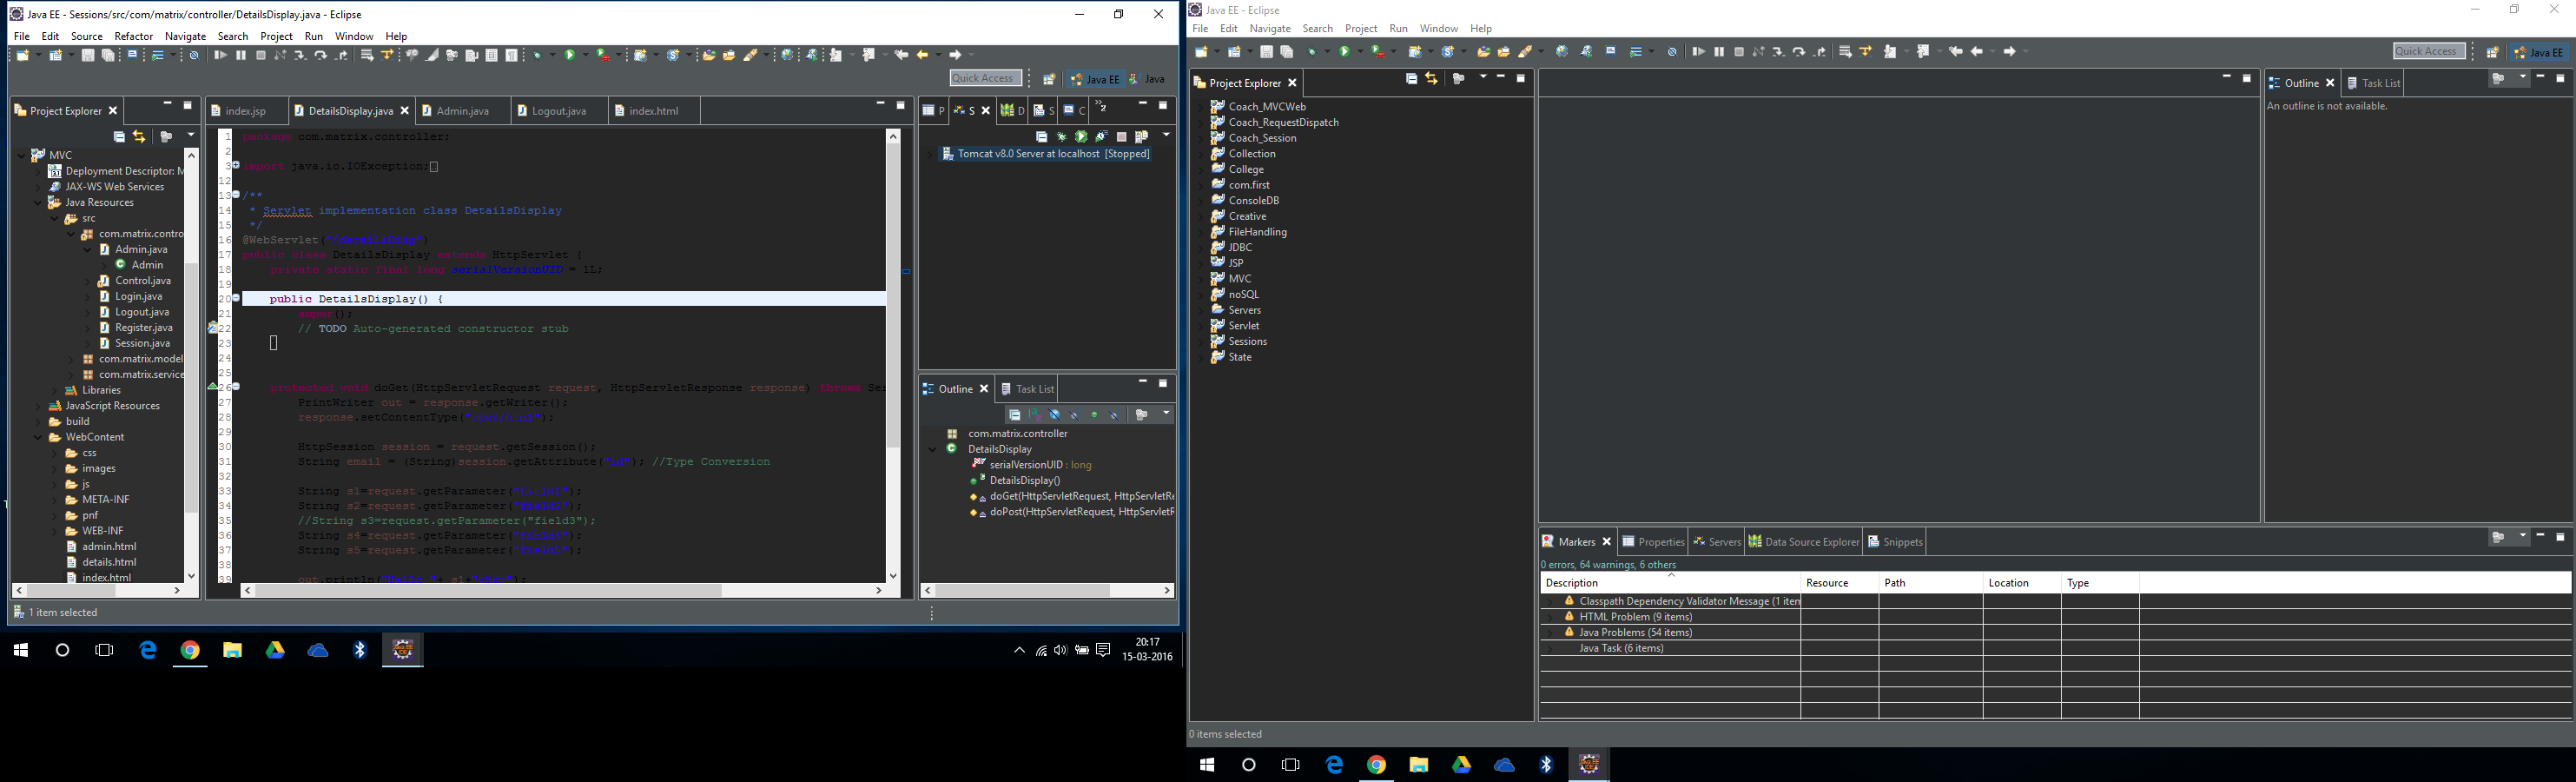 Java EE - Sessions/src/com/matrix/controller/DetailsDisplay.java - Eclipse
File Edit Source Refactor Navigate Search Project Run Window Help
Quick Access Java EE Java
Project Explorer
MVC
Deployment Descriptor: M
JAX-WS Web Services
Java Resources
src
com.matrix.contro
Admin.java
Admin
Control.java
Login.java
Logout.java
Register.java
Session.java
com.matrix.model
com.matrix.service
Libraries
JavaScript Resources
build
WebContent
css
images
js
META-INF
pnf
WEB-INF
admin.html
details.html
index.html
index.jsp DetailsDisplay.java Admin.java Logout.java index.html
1 package com.matrix.controller;
2
3 import java.io.IOException;
12
13 /**
14 * Servlet implementation class DetailsDisplay
15 */
16 @WebServlet("/detailsDisp")
17 public class DetailsDisplay extends HttpServlet {
18 private static final long serialVersionUID = 1L;
19
20 public DetailsDisplay() {
21 super();
22 // TODO Auto-generated constructor stub
23
24
25
26 protected void doGet(HttpServletRequest request, HttpServletResponse response) throws Ser
27 PrintWriter out = response.getWriter();
28 response.setContentType("text/html");
29
30 HttpSession session = request.getSession();
31 String email = (String)session.getAttribute("id"); //Type Conversion
32
33 String s1=request.getParameter("field1");
34 String s2=request.getParameter("field2");
35 //String s3=request.getParameter("field3");
36 String s4=request.getParameter("field4");
37 String s5=request.getParameter("field5");
39 out.println("Hello "+ s1+
P S D S C »2
Tomcat v8.0 Server at localhost [Stopped]
Outline Task List
com.matrix.controller
DetailsDisplay
serialVersionUID : long
DetailsDisplay()
doGet(HttpServletRequest, HttpServletRe
doPost(HttpServletRequest, HttpServletR
1 item selected
20:17
15-03-2016
Java EE - Eclipse
File Edit Navigate Search Project Run Window Help
Quick Access Java EE
Project Explorer
Coach_MVCWeb
Coach_RequestDispatch
Coach_Session
Collection
College
com.first
ConsoleDB
Creative
FileHandling
JDBC
JSP
MVC
noSQL
Servers
Servlet
Sessions
State
Outline Task List
An outline is not available.
Markers Properties Servers Data Source Explorer Snippets
0 errors, 64 warnings, 6 others
Description Resource Path Location Type
Classpath Dependency Validator Message (1 iten
HTML Problem (9 items)
Java Problems (54 items)
Java Task (6 items)
0 items selected